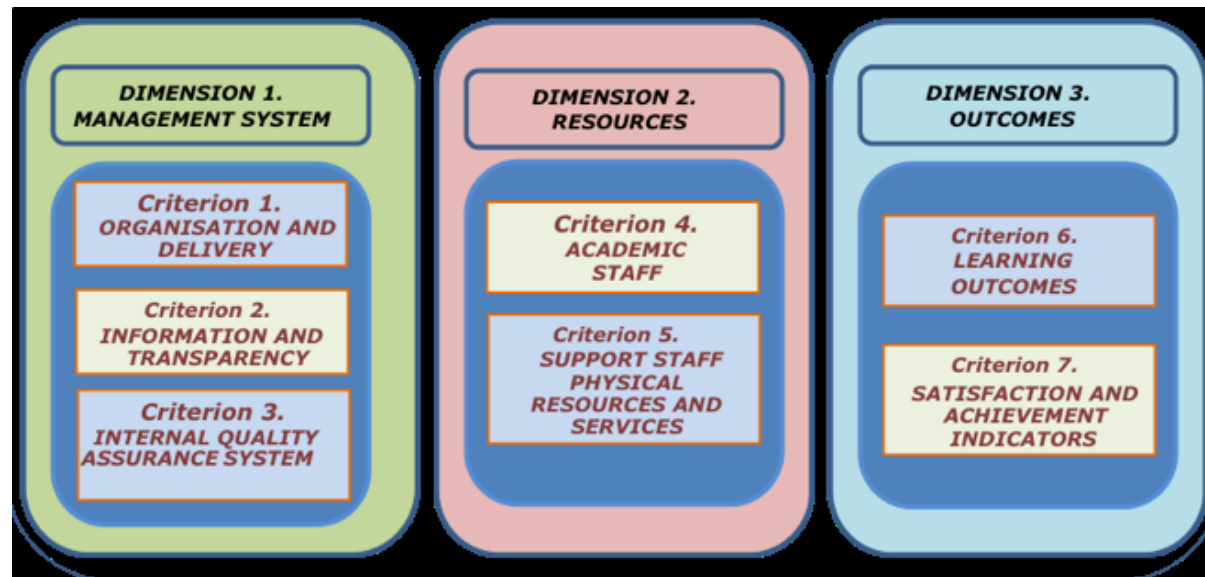 DIMENSION 1.
MANAGEMENT SYSTEM
Criterion 1.
ORGANISATION AND
DELIVERY
Criterion 2.
INFORMATION AND
TRANSPARENCY
Criterion 3.
INTERNAL QUALITY
ASSURANCE SYSTEM
DIMENSION 2.
RESOURCES
Criterion 4.
ACADEMIC
STAFF
Criterion 5.
SUPPORT STAFF
PHYSICAL
RESOURCES AND
SERVICES
DIMENSION 3.
OUTCOMES
Criterion 6.
LEARNING
OUTCOMES
Criterion 7.
SATISFACTION AND
ACHIEVEMENT
INDICATORS